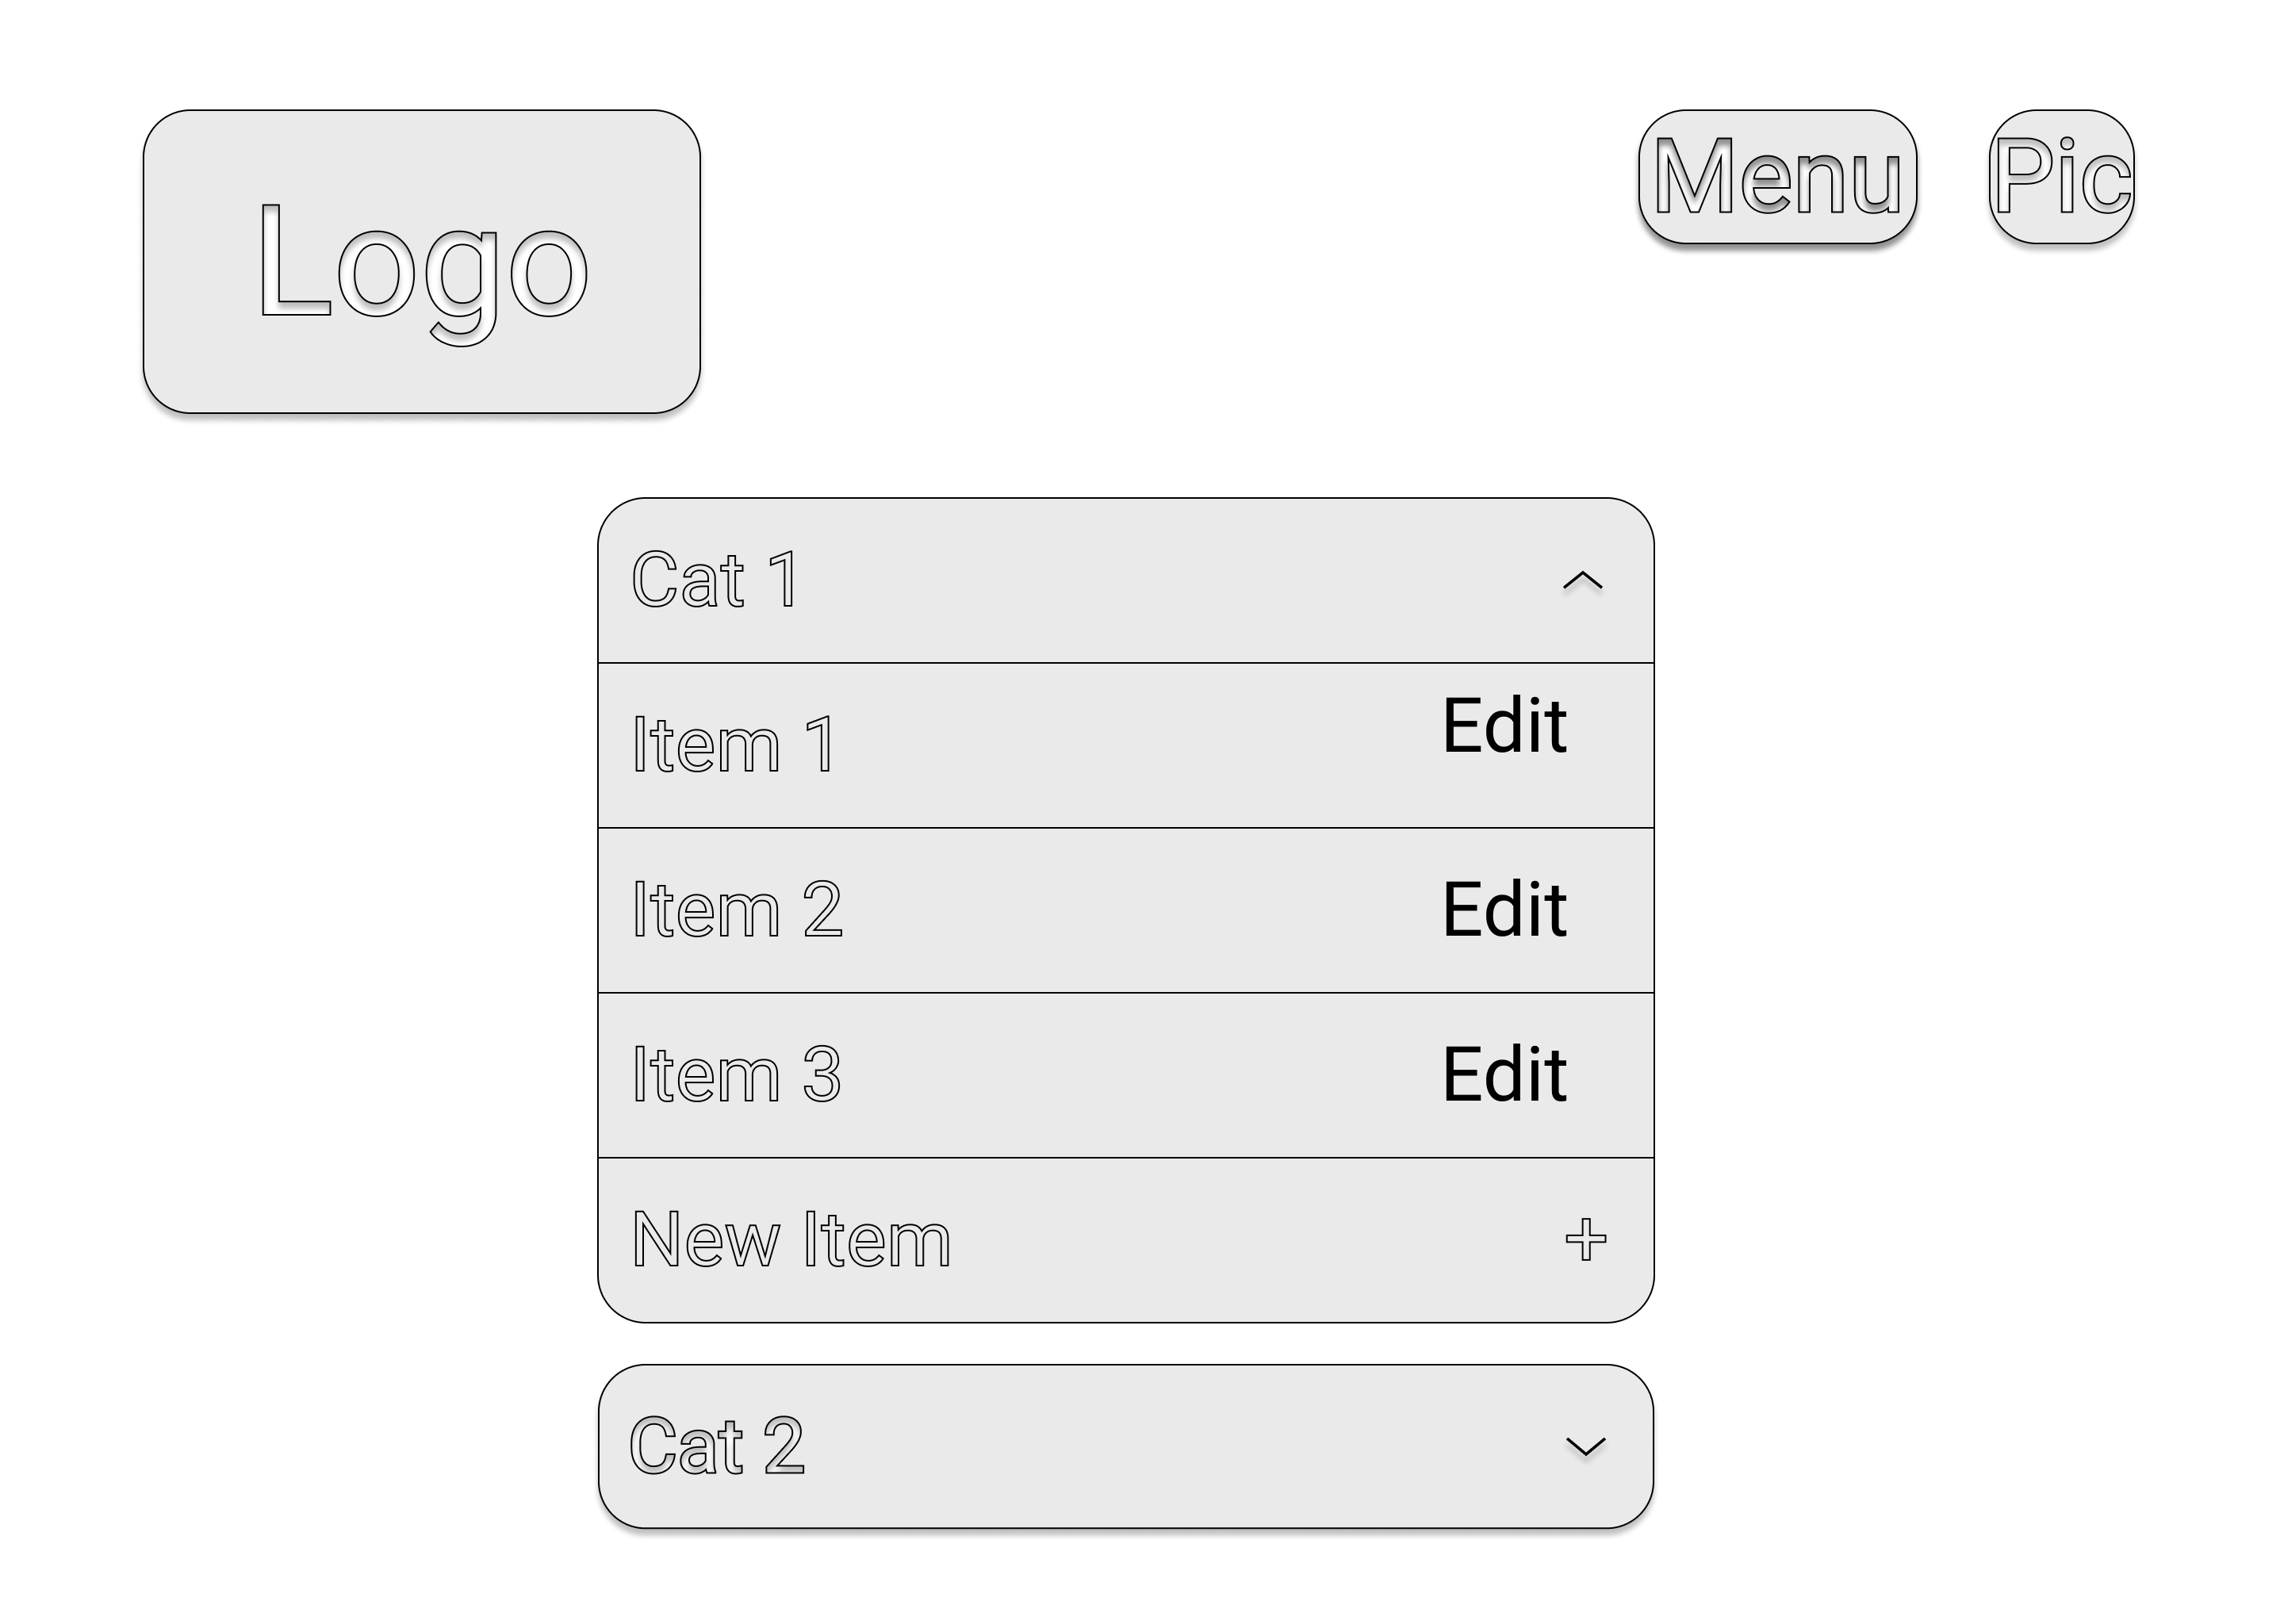 Logo
Menu
Pic
Cat 1
Item 1
Edit
Item 2
Edit
Item 3
Edit
New Item
+
Cat 2